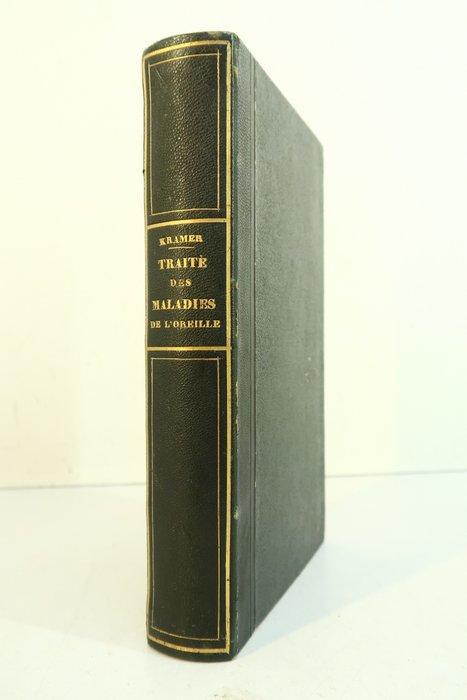 KRAMER
TRAITÉ
DES
MALADIES
DE L'OREILLE